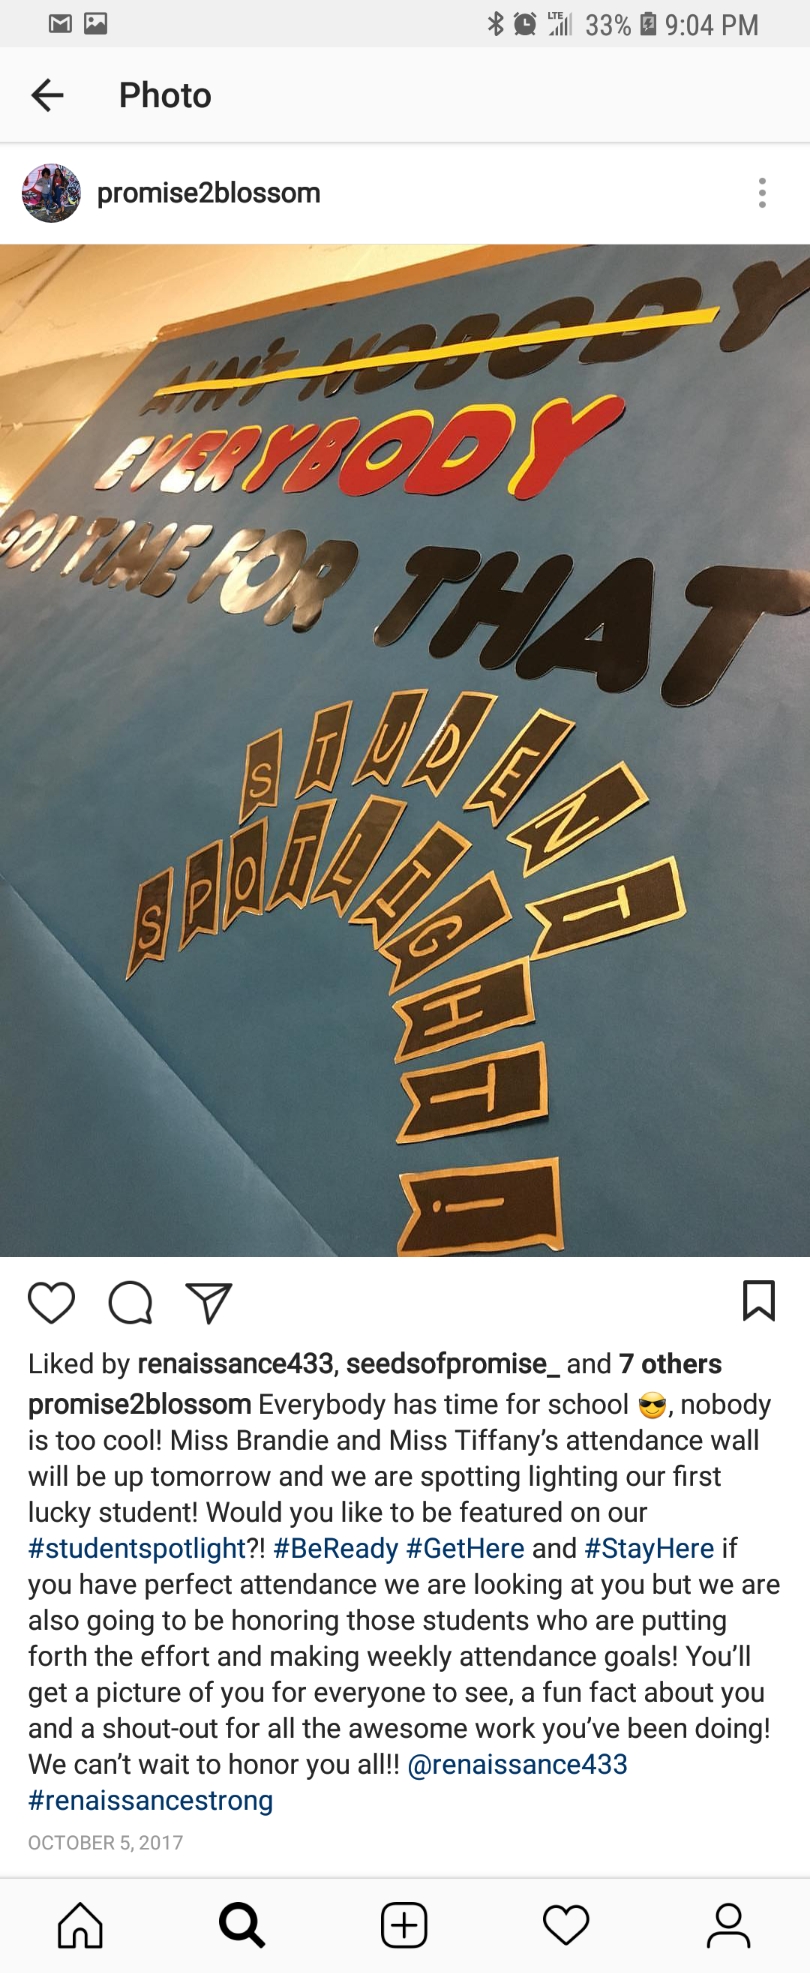 33% 9:04 PM
LTE
Photo
promise2blossom
AIN'T NOBODY
EVERYBODY
GOT TIME FOR THAT
STUDENT
SPOTLIGHT!
Liked by renaissance433, seedsofpromise_ and 7 others
promise2blossom Everybody has time for school 😎, nobody
is too cool! Miss Brandie and Miss Tiffany's attendance wall
will be up tomorrow and we are spotting lighting our first
lucky student! Would you like to be featured on our
#studentspotlight?! #BeReady #GetHere and #StayHere if
you have perfect attendance we are looking at you but we are
also going to be honoring those students who are putting
forth the effort and making weekly attendance goals! You'll
get a picture of you for everyone to see, a fun fact about you
and a shout-out for all the awesome work you've been doing!
We can't wait to honor you all!! @renaissance433
#renaissancestrong
OCTOBER 5, 2017